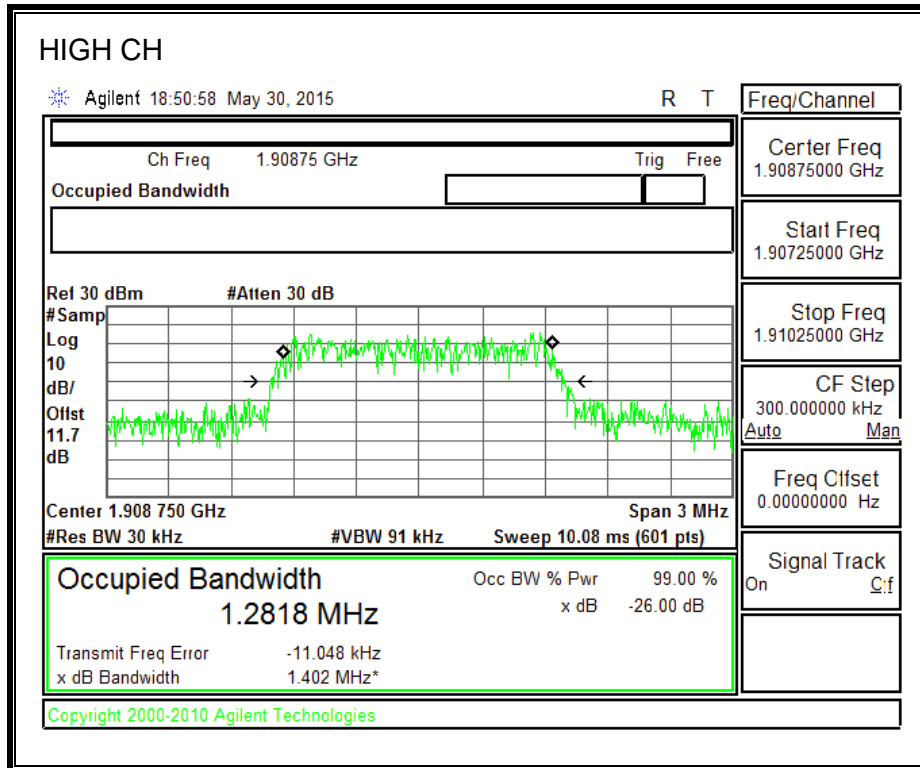 HIGH CH
Agilent 18:50:58 May 30, 2015 R T
Freq/Channel
Ch Freq 1.90875 GHz Trig Free
Occupied Bandwidth
Center Freq
1.90875000 GHz
Start Freq
1.90725000 GHz
Stop Freq
1.91025000 GHz
CF Step
300.000000 kHz
Auto Man
Freq Offset
0.00000000 Hz
Signal Track
On Off
Ref 30 dBm #Atten 30 dB
#Samp
Log
10
dB/
Offst
11.7
dB
Center 1.908 750 GHz Span 3 MHz
#Res BW 30 kHz #VBW 91 kHz Sweep 10.08 ms (601 pts)
Occupied Bandwidth
1.2818 MHz
Occ BW % Pwr 99.00 %
x dB -26.00 dB
Transmit Freq Error -11.048 kHz
x dB Bandwidth 1.402 MHz*
Copyright 2000-2010 Agilent Technologies